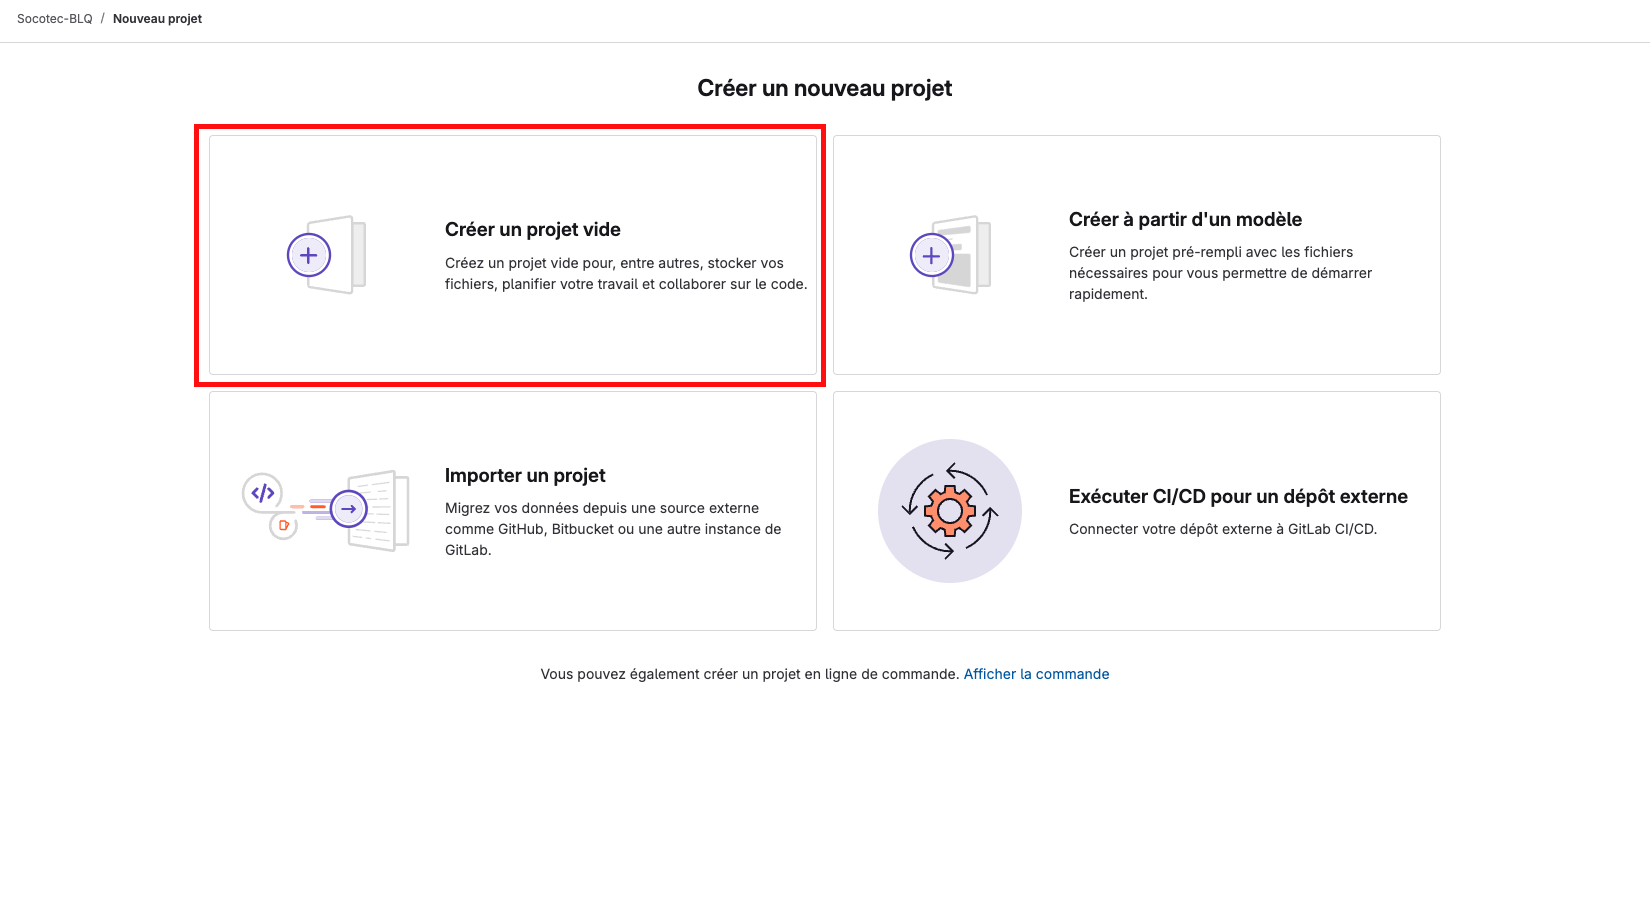 Socotec-BLQ / Nouveau projet
Créer un nouveau projet
Créer un projet vide
Créez un projet vide pour, entre autres, stocker vos
fichiers, planifier votre travail et collaborer sur le code.
Créer à partir d'un modèle
Créer un projet pré-rempli avec les fichiers
nécessaires pour vous permettre de démarrer
rapidement.
Importer un projet
Migrez vos données depuis une source externe
comme GitHub, Bitbucket ou une autre instance de
GitLab.
Exécuter CI/CD pour un dépôt externe
Connecter votre dépôt externe à GitLab CI/CD.
Vous pouvez également créer un projet en ligne de commande. Afficher la commande